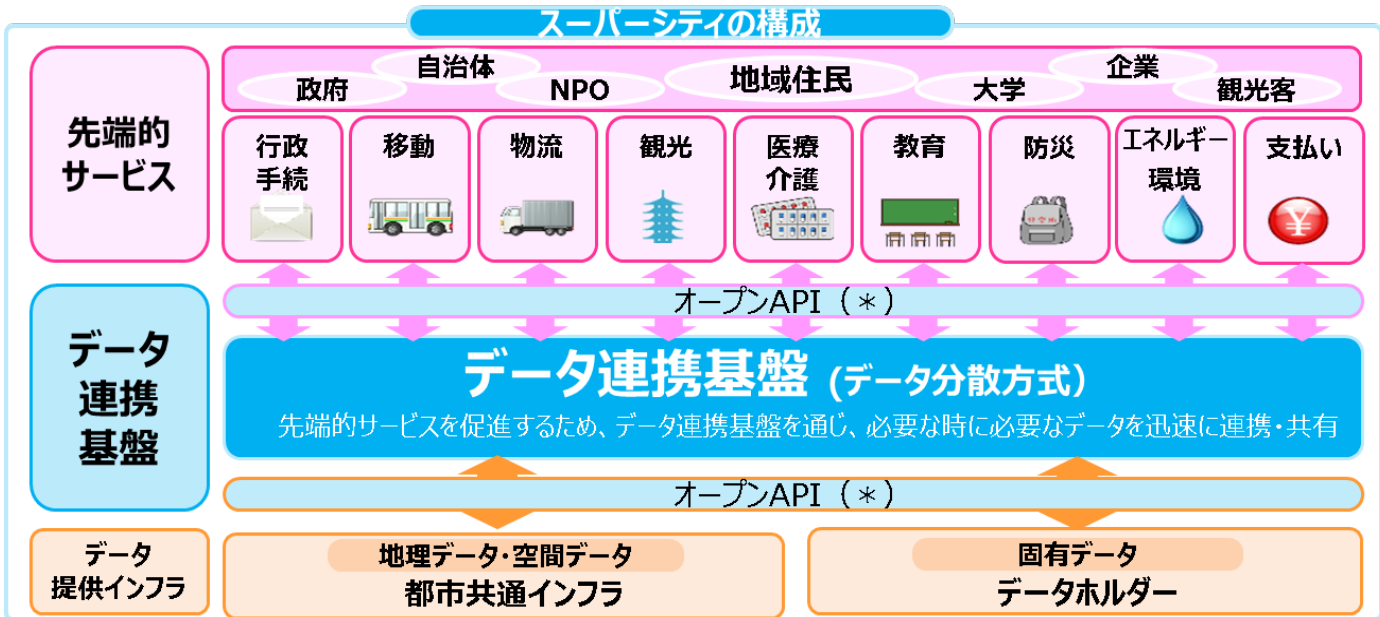 スーパーシティの構成
先端的
サービス
自治体
政府
NPO
地域住民
大学
企業
観光客
行政
手続
移動
物流
観光
医療
介護
教育
防災
エネルギー
環境
支払い
データ
連携
基盤
オープンAPI（＊）
データ連携基盤 (データ分散方式)
先端的サービスを促進するため、データ連携基盤を通じ、必要な時に必要なデータを迅速に連携・共有
オープンAPI（＊）
データ
提供インフラ
地理データ・空間データ
都市共通インフラ
固有データ
データホルダー